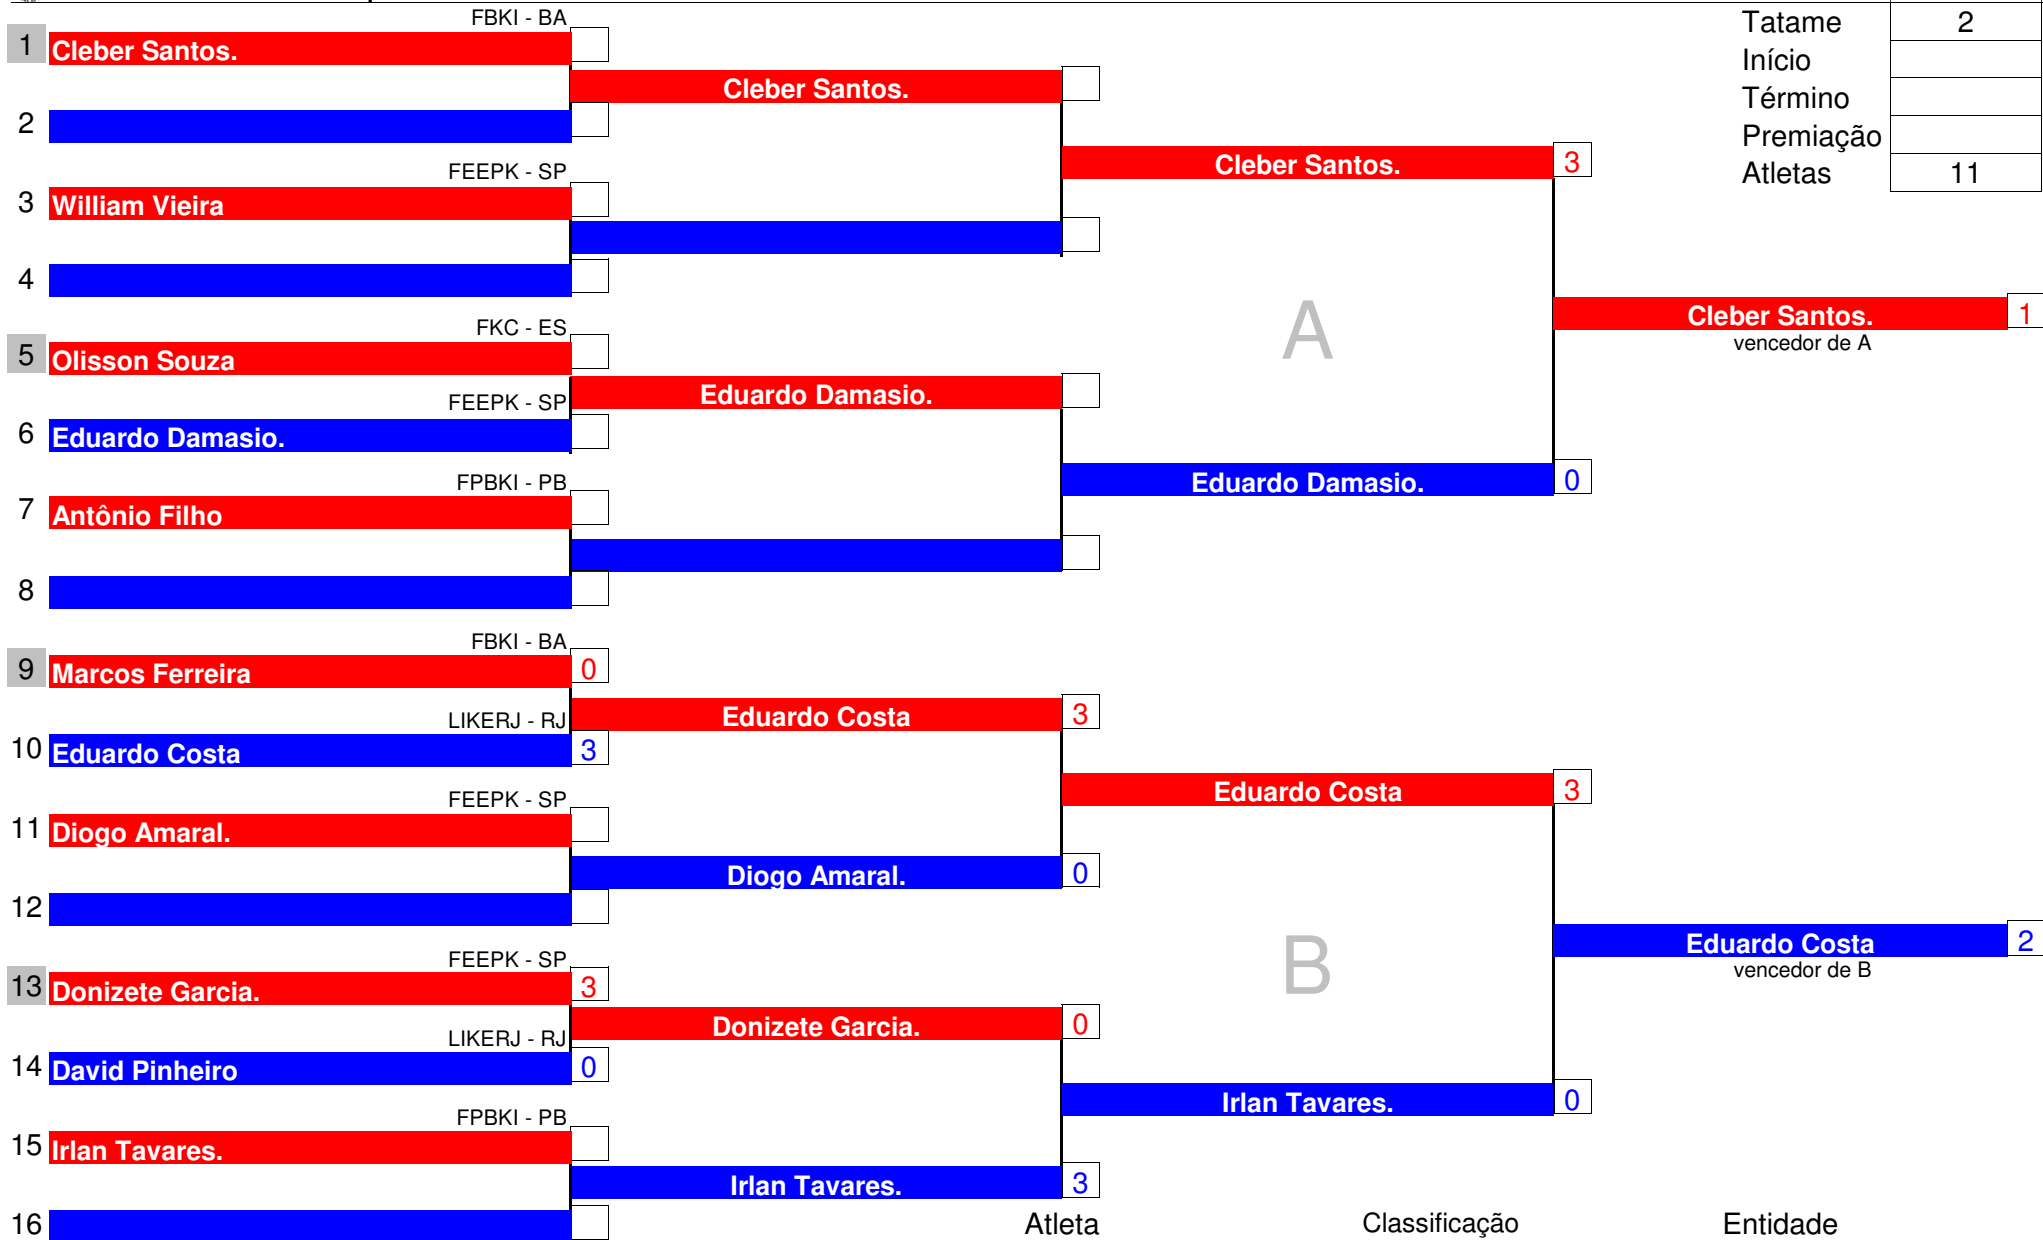 FBKI - BA
1 Cleber Santos.
Cleber Santos.
2
FEEPK - SP
3 William Vieira
4
FKC - ES
5 Olisson Souza
FEEPK - SP
Eduardo Damasio.
6 Eduardo Damasio.
FPBKI - PB
7 Antônio Filho
8
Cleber Santos. 3
A
Eduardo Damasio. 0
Cleber Santos. 1
vencedor de A
Tatame 2
Início
Término
Premiação
Atletas 11
FBKI - BA
9 Marcos Ferreira 0
LIKERJ - RJ
Eduardo Costa 3
10 Eduardo Costa 3
FEEPK - SP
11 Diogo Amaral.
Diogo Amaral. 0
12
FEEPK - SP
13 Donizete Garcia. 3
LIKERJ - RJ
Donizete Garcia. 0
14 David Pinheiro 0
FPBKI - PB
15 Irlan Tavares.
Irlan Tavares. 3
16
Eduardo Costa 3
B
Irlan Tavares. 0
Eduardo Costa 2
vencedor de B
Atleta Classificação Entidade